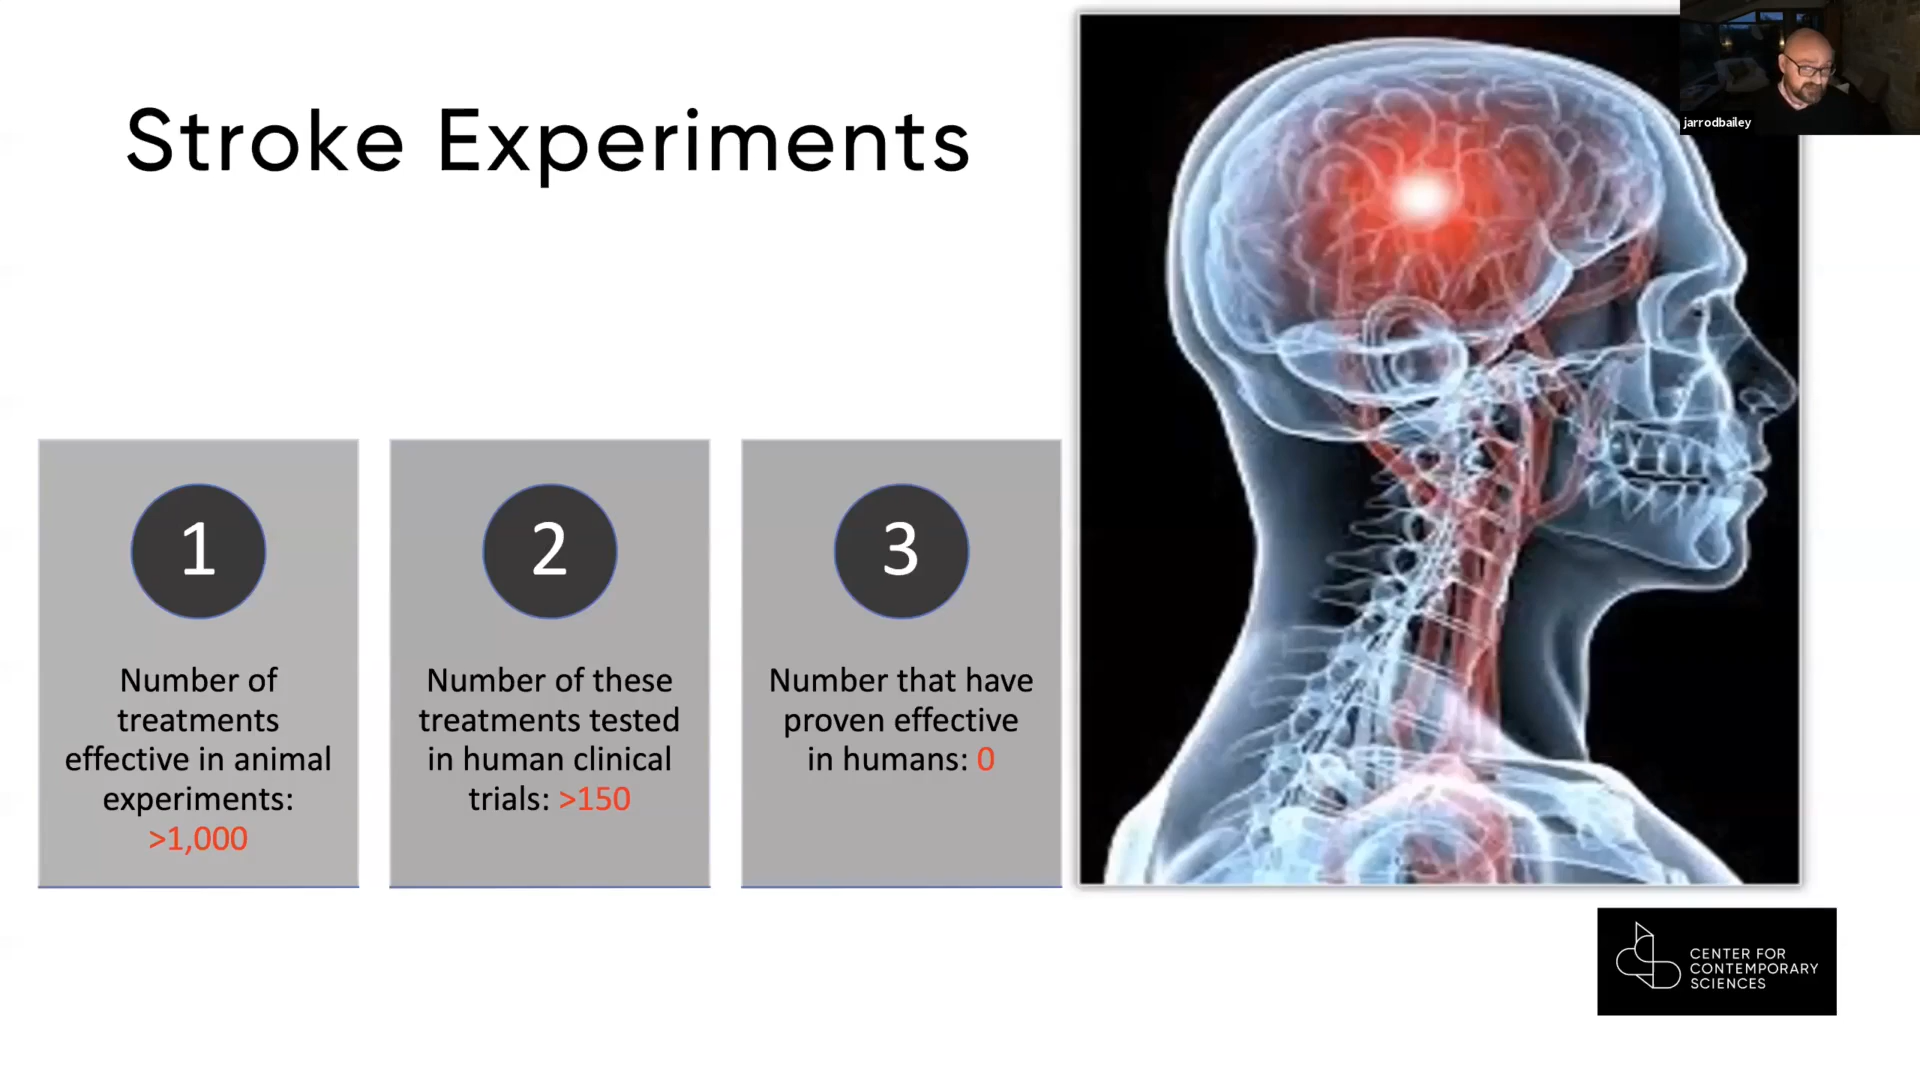 Stroke Experiments
jarrodbailey
1
Number of
treatments
effective in animal
experiments:
>1,000
2
Number of these
treatments tested
in human clinical
trials: >150
3
Number that have
proven effective
in humans: 0
CENTER FOR
CONTEMPORARY
SCIENCES